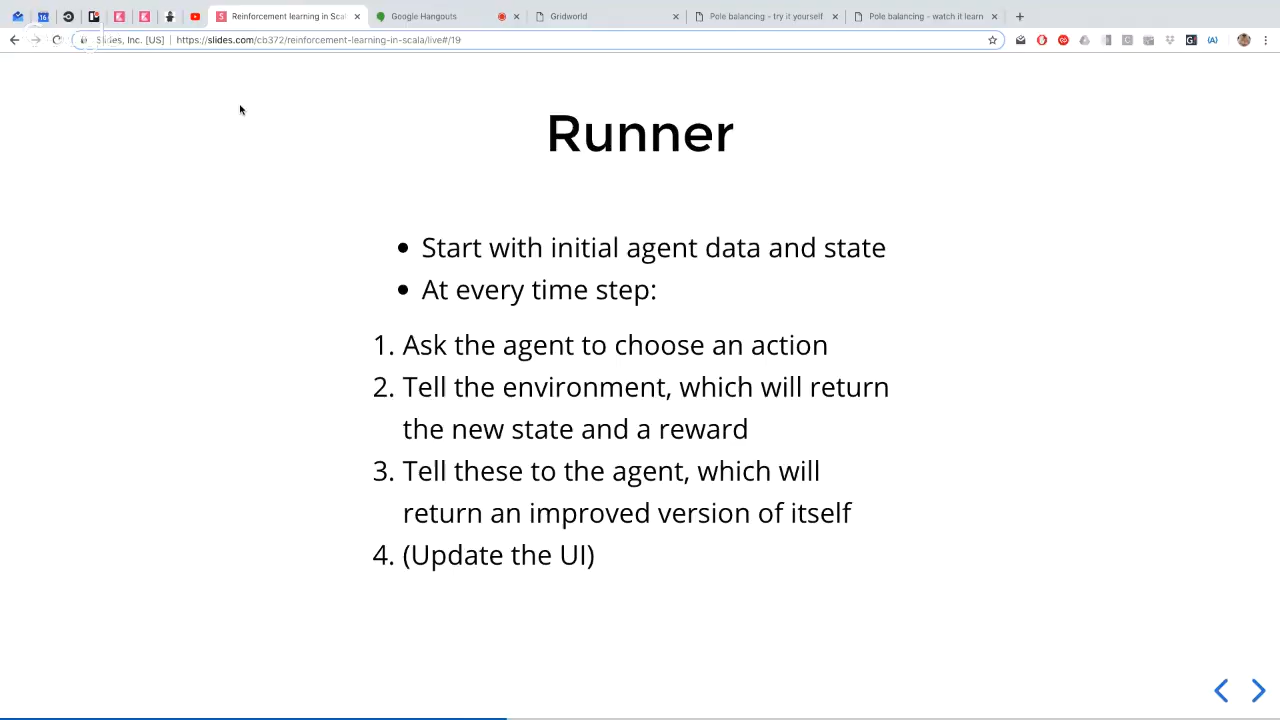 Reinforcement learning in Sca
Google Hangouts
Gridworld
Pole balancing - try it yourself
Pole balancing - watch it learn
Slides, Inc. [US] | https://slides.com/cb372/reinforcement-learning-in-scala/live#/19
Runner
Start with initial agent data and state
At every time step:
1. Ask the agent to choose an action
2. Tell the environment, which will return
the new state and a reward
3. Tell these to the agent, which will
return an improved version of itself
4. (Update the UI)